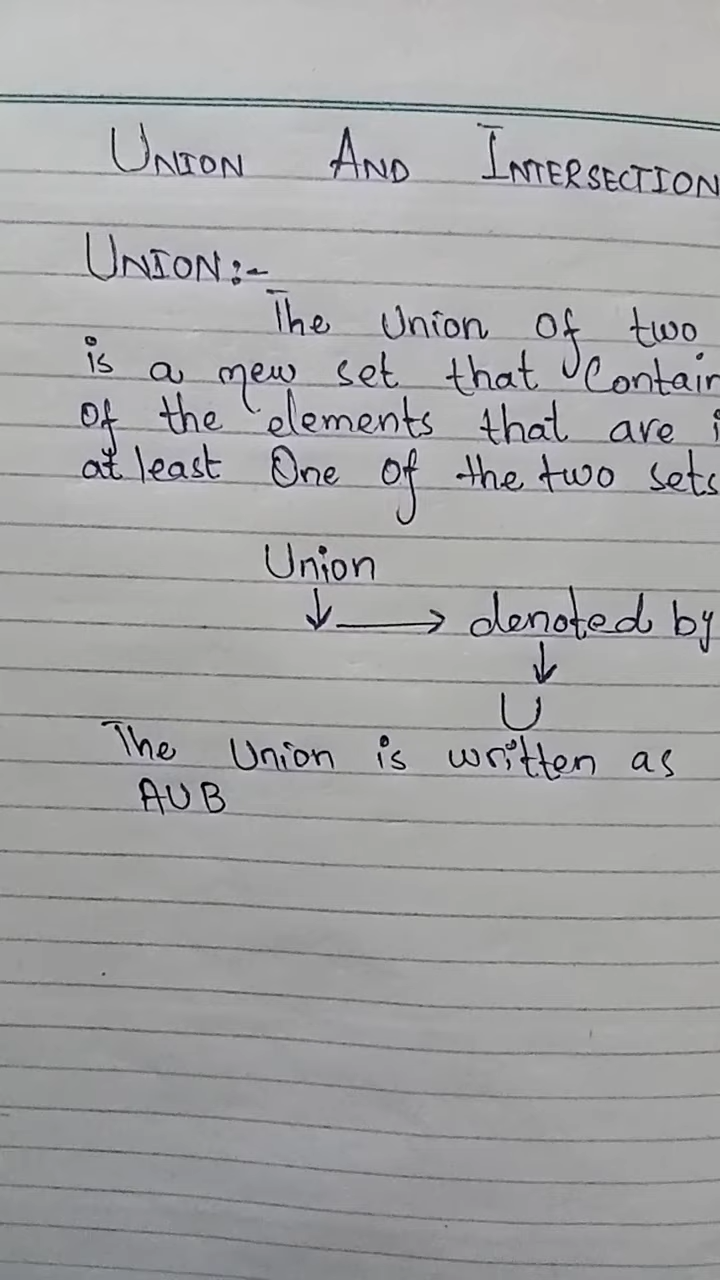 UNION AND INTERSECTION
UNION:-
The Union of two
is a new set that Contain
of the elements that are i
at least One of the two sets
Union
↓ → denoted by
↓
U
The Union is written as
AUB